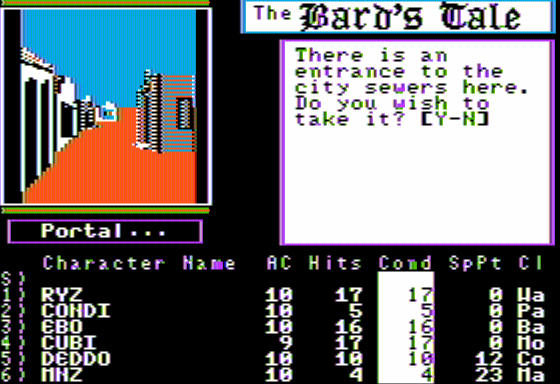 The Bard's Tale
There is an
entrance to the
city sewers here.
Do you wish to
take it? [Y-N]
Portal...
Character Name AC Hits Cond SpPt Cl
S)
1) RYZ 10 17 17 0 Wa
2) CONDI 10 5 5 0 Pa
3) EBO 10 16 16 0 Ba
4) CUBI 9 17 17 0 Mo
5) DEDDO 10 10 10 12 Co
6) MNZ 10 4 4 23 Ma